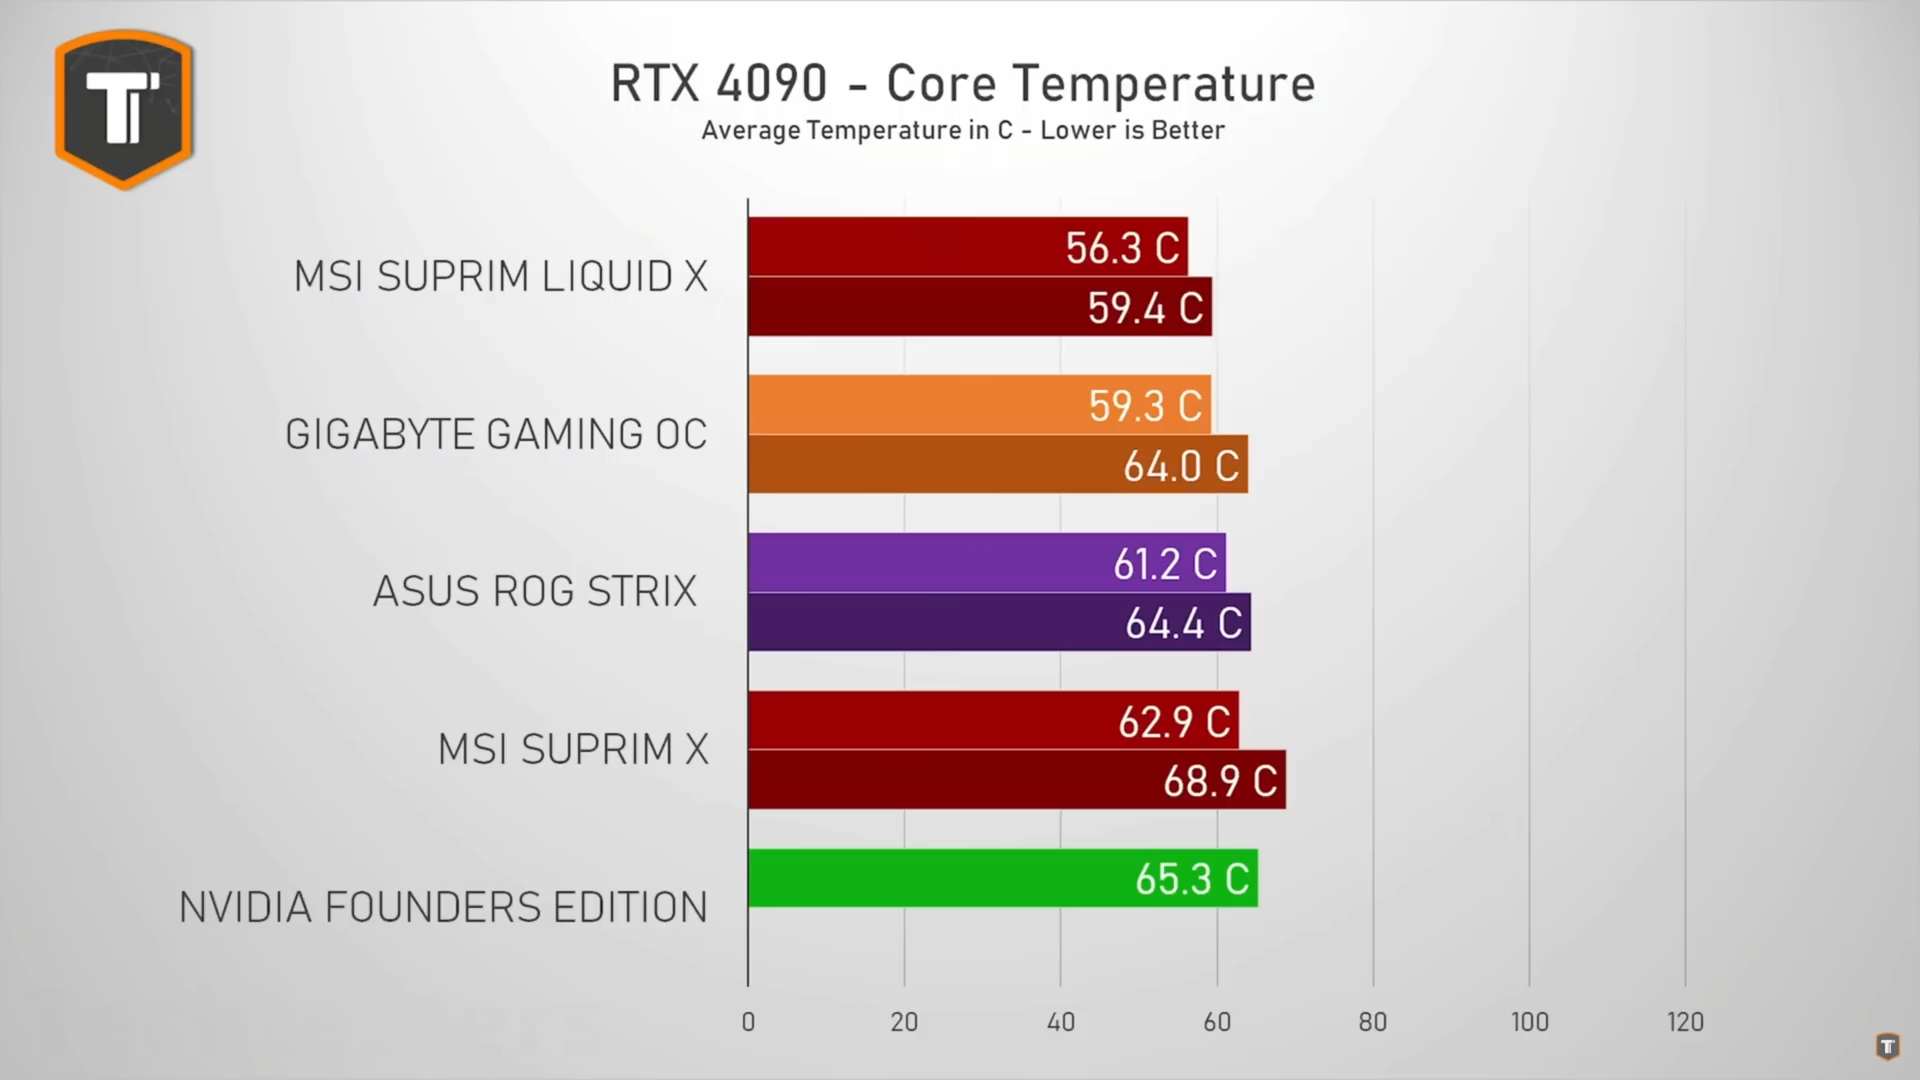 T
RTX 4090 - Core Temperature
Average Temperature in C - Lower is Better
MSI SUPRIM LIQUID X
56.3 C
59.4 C
GIGABYTE GAMING OC
59.3 C
64.0 C
ASUS ROG STRIX
61.2 C
64.4 C
MSI SUPRIM X
62.9 C
68.9 C
NVIDIA FOUNDERS EDITION
65.3 C
0 20 40 60 80 100 120
T